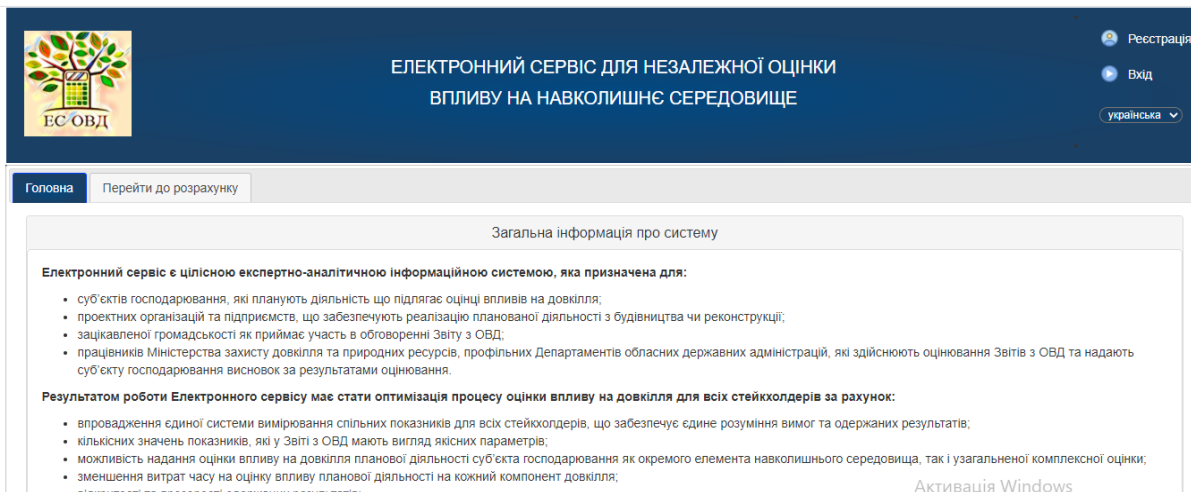 ЕС ОВД
ЕЛЕКТРОННИЙ СЕРВІС ДЛЯ НЕЗАЛЕЖНОЇ ОЦІНКИ
ВПЛИВУ НА НАВКОЛИШНЄ СЕРЕДОВИЩЕ
Реєстрація
Вхід
українська
Головна
Перейти до розрахунку
Загальна інформація про систему
Електронний сервіс є цілісною експертно-аналітичною інформаційною системою, яка призначена для:
суб'єктів господарювання, які планують діяльність що підлягає оцінці впливів на довкілля;
проектних організацій та підприємств, що забезпечують реалізацію планованої діяльності з будівництва чи реконструкції;
зацікавленої громадськості як приймає участь в обговоренні Звіту з ОВД;
працівників Міністерства захисту довкілля та природних ресурсів, профільних Департаментів обласних державних адміністрацій, які здійснюють оцінювання Звітів з ОВД та надають
суб'єкту господарювання висновок за результатами оцінювання.
Результатом роботи Електронного сервісу має стати оптимізація процесу оцінки впливу на довкілля для всіх стейкхолдерів за рахунок:
впровадження єдиної системи вимірювання спільних показників для всіх стейкхолдерів, що забезпечує єдине розуміння вимог та одержаних результатів;
кількісних значень показників, які у Звіті з ОВД мають вигляд якісних параметрів;
можливість надання оцінки впливу на довкілля планової діяльності суб'єкта господарювання як окремого елемента навколишнього середовища, так і узагальненої комплексної оцінки;
зменшення витрат часу на оцінку впливу планової діяльності на кожний компонент довкілля;
Активація Windows